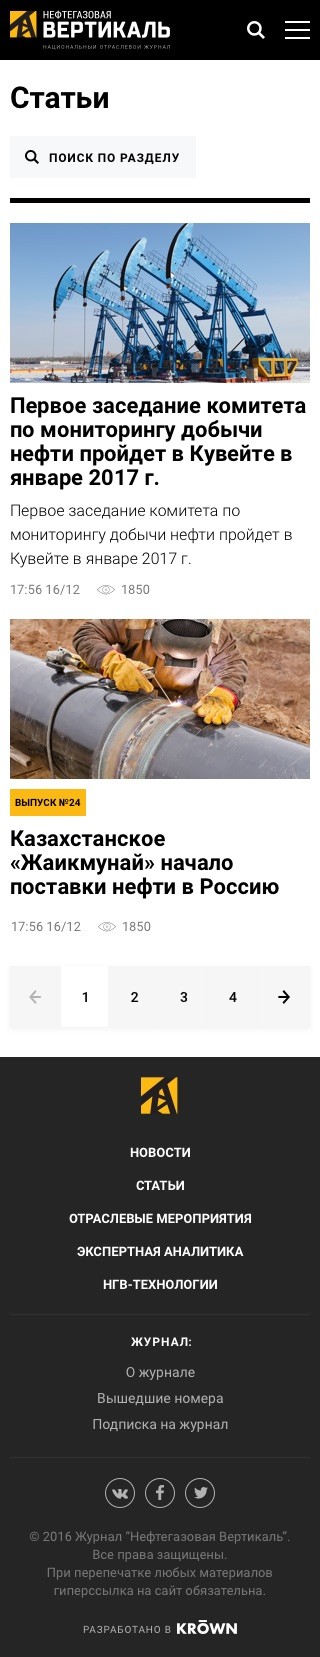 НЕФТЕГАЗОВАЯ
ВЕРТИКАЛЬ
НАЦИОНАЛЬНЫЙ ОТРАСЛЕВОЙ ЖУРНАЛ
Статьи
ПОИСК ПО РАЗДЕЛУ
Первое заседание комитета
по мониторингу добычи
нефти пройдет в Кувейте в
январе 2017 г.
Первое заседание комитета по
мониторингу добычи нефти пройдет в
Кувейте в январе 2017 г.
17:56 16/12 1850
ВЫПУСК №24
Казахстанское
«Жаикмунай» начало
поставки нефти в Россию
17:56 16/12 1850
← 1 2 3 4 →
НОВОСТИ
СТАТЬИ
ОТРАСЛЕВЫЕ МЕРОПРИЯТИЯ
ЭКСПЕРТНАЯ АНАЛИТИКА
НГВ-ТЕХНОЛОГИИ
ЖУРНАЛ:
О журнале
Вышедшие номера
Подписка на журнал
© 2016 Журнал “Нефтегазовая Вертикаль”.
Все права защищены.
При перепечатке любых материалов
гиперссылка на сайт обязательна.
РАЗРАБОТАНО В KRŌWN